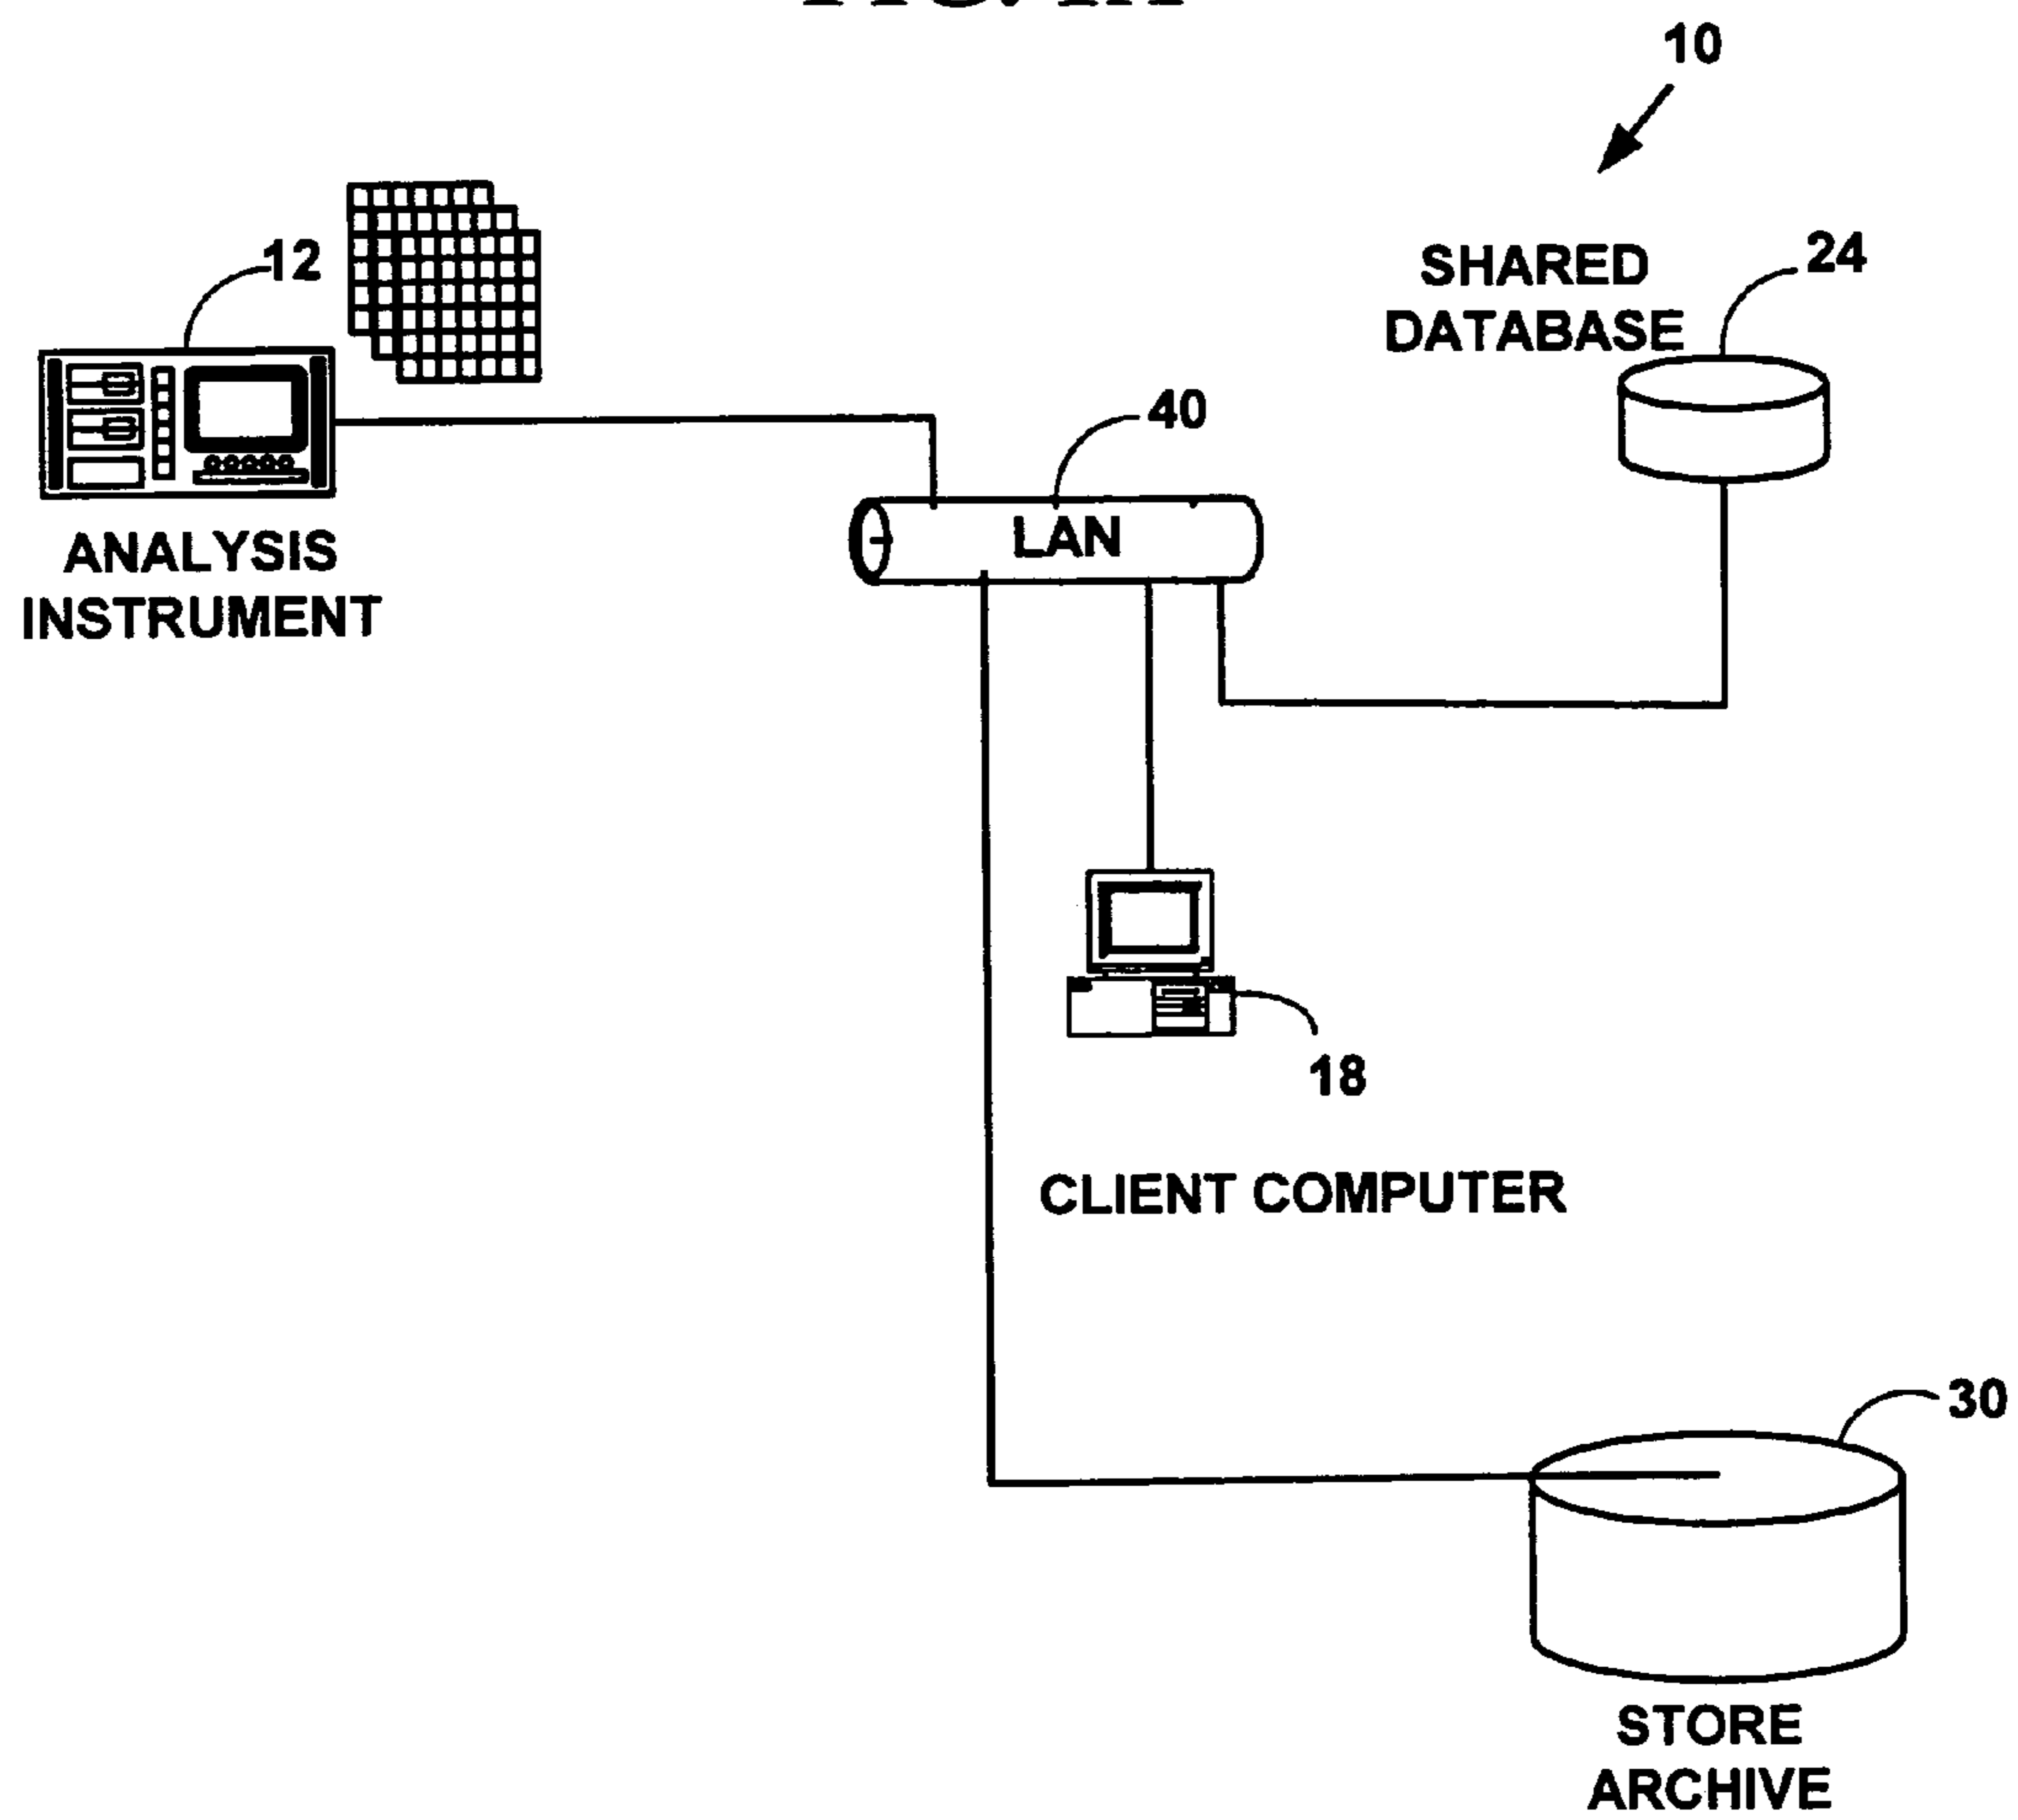 10
12
SHARED
DATABASE
24
40
LAN
ANALYSIS
INSTRUMENT
18
CLIENT COMPUTER
30
STORE
ARCHIVE